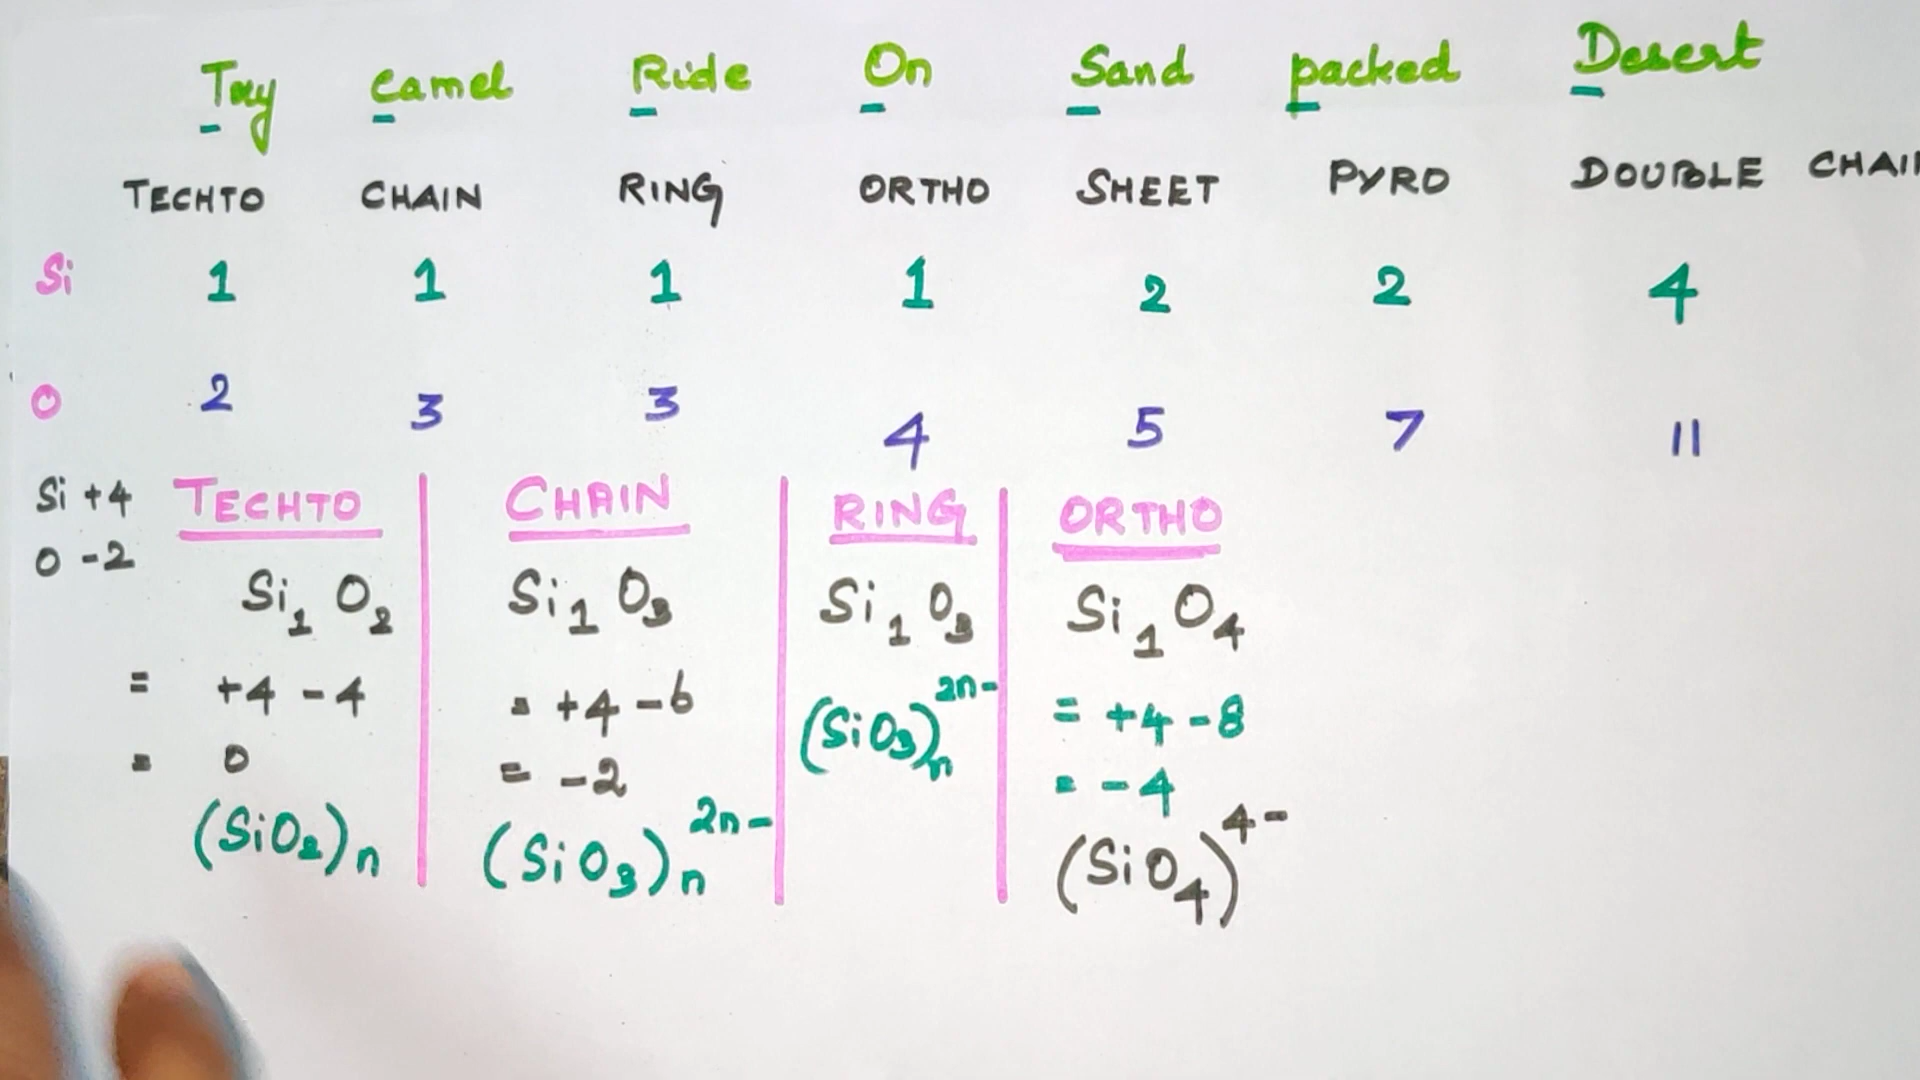 Try Camel Ride On Sand packed Desert
TECHTO CHAIN RING ORTHO SHEET PYRO DOUBLE CHAIN
Si 1 1 1 1 2 2 4
O 2 3 3 4 5 7 11
Si +4
O -2
TECHTO
Si₁ O₂
= +4 - 4
= 0
(SiO₂)n
CHAIN
Si₁ O₃
= +4 - 6
= -2
(SiO₃)n 2n-
RING
Si₁ O₃
(SiO₃)n 2n-
ORTHO
Si₁ O₄
= +4 - 8
= -4
(SiO₄)4-